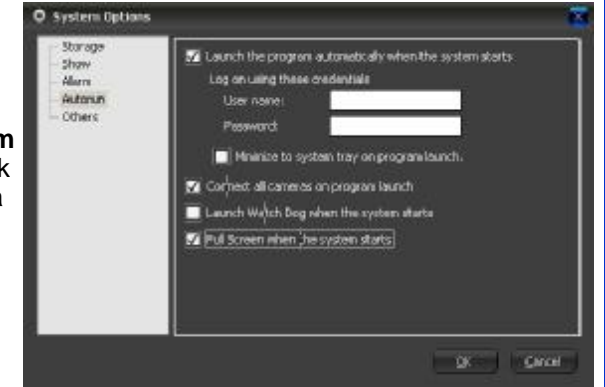 System Options
Storage
Show
Alarm
Autorun
Others
Launch the program automatically when the system starts
Log on using these credentials
User name:
Password:
Minimize to system tray on program launch.
Connect all cameras on program launch
Launch Watch Dog when the system starts
Full Screen when the system starts
OK
Cancel
m
k